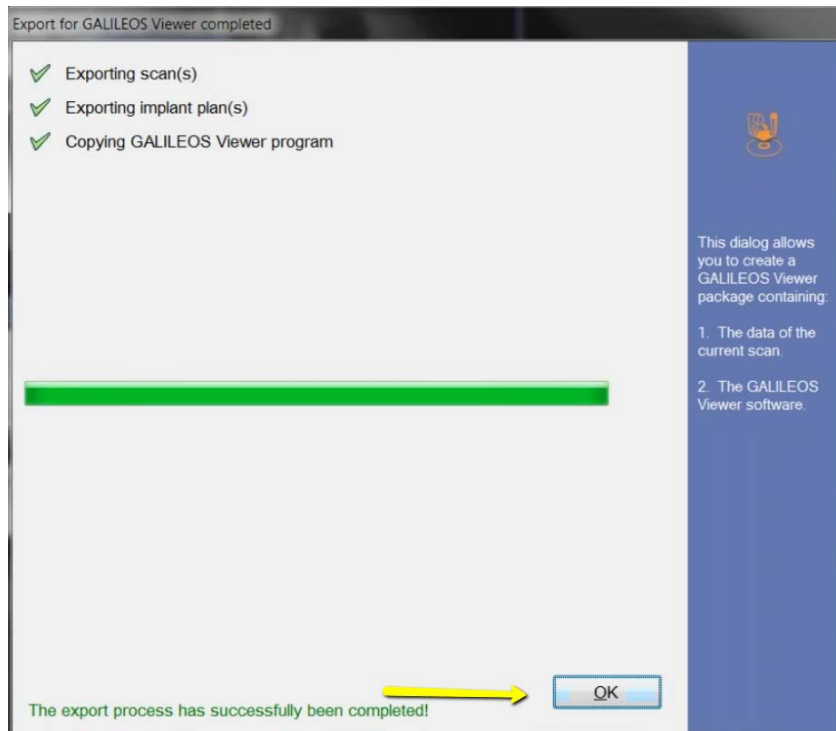 Export for GALILEOS Viewer completed
Exporting scan(s)
Exporting implant plan(s)
Copying GALILEOS Viewer program
This dialog allows
you to create a
GALILEOS Viewer
package containing:
1. The data of the
current scan.
2. The GALILEOS
Viewer software.
OK
The export process has successfully been completed!